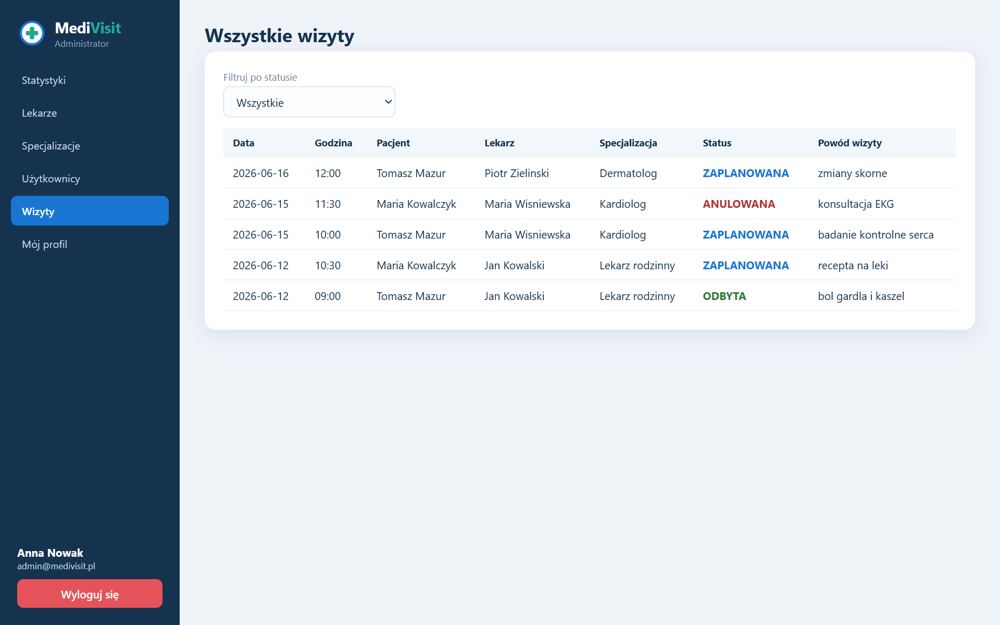 MediVisit
Administrator
Statystyki
Lekarze
Specjalizacje
Użytkownicy
Wizyty
Mój profil
Anna Nowak
admin@medivisit.pl
Wyloguj się
Wszystkie wizyty
Filtruj po statusie
Wszystkie
Data Godzina Pacjent Lekarz Specjalizacja Status Powód wizyty
2026-06-16 12:00 Tomasz Mazur Piotr Zielinski Dermatolog ZAPLANOWANA zmiany skorne
2026-06-15 11:30 Maria Kowalczyk Maria Wisniewska Kardiolog ANULOWANA konsultacja EKG
2026-06-15 10:00 Tomasz Mazur Maria Wisniewska Kardiolog ZAPLANOWANA badanie kontrolne serca
2026-06-12 10:30 Maria Kowalczyk Jan Kowalski Lekarz rodzinny ZAPLANOWANA recepta na leki
2026-06-12 09:00 Tomasz Mazur Jan Kowalski Lekarz rodzinny ODBYTA bol gardla i kaszel